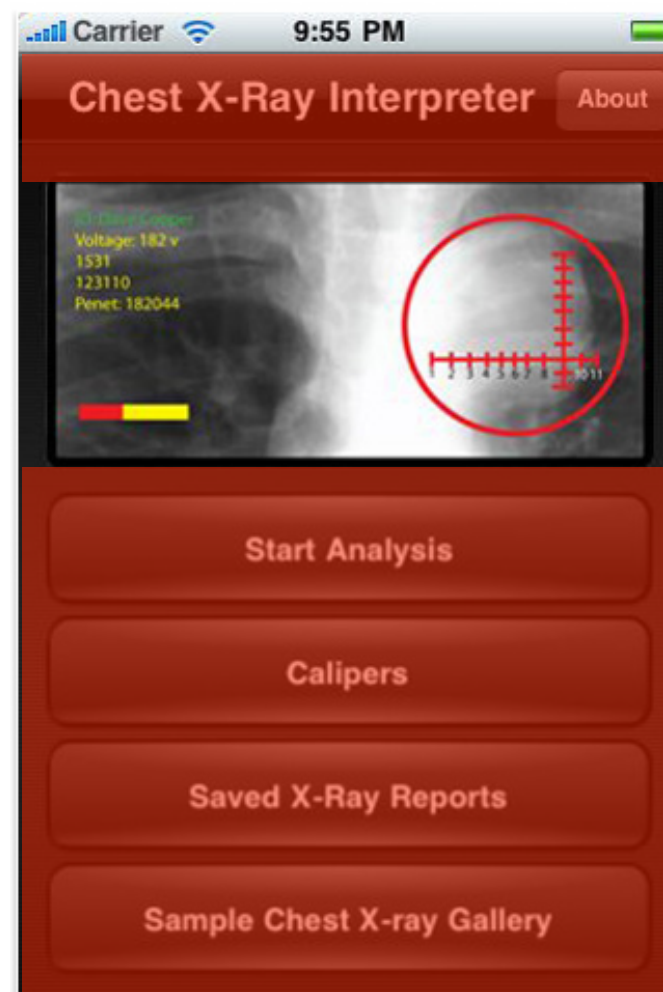 Carrier 9:55 PM
Chest X-Ray Interpreter About
Voltage: 182 v
1531
123110
Penet: 182044
1 2 3 4 5 6 7 8 10 11
Start Analysis
Calipers
Saved X-Ray Reports
Sample Chest X-ray Gallery